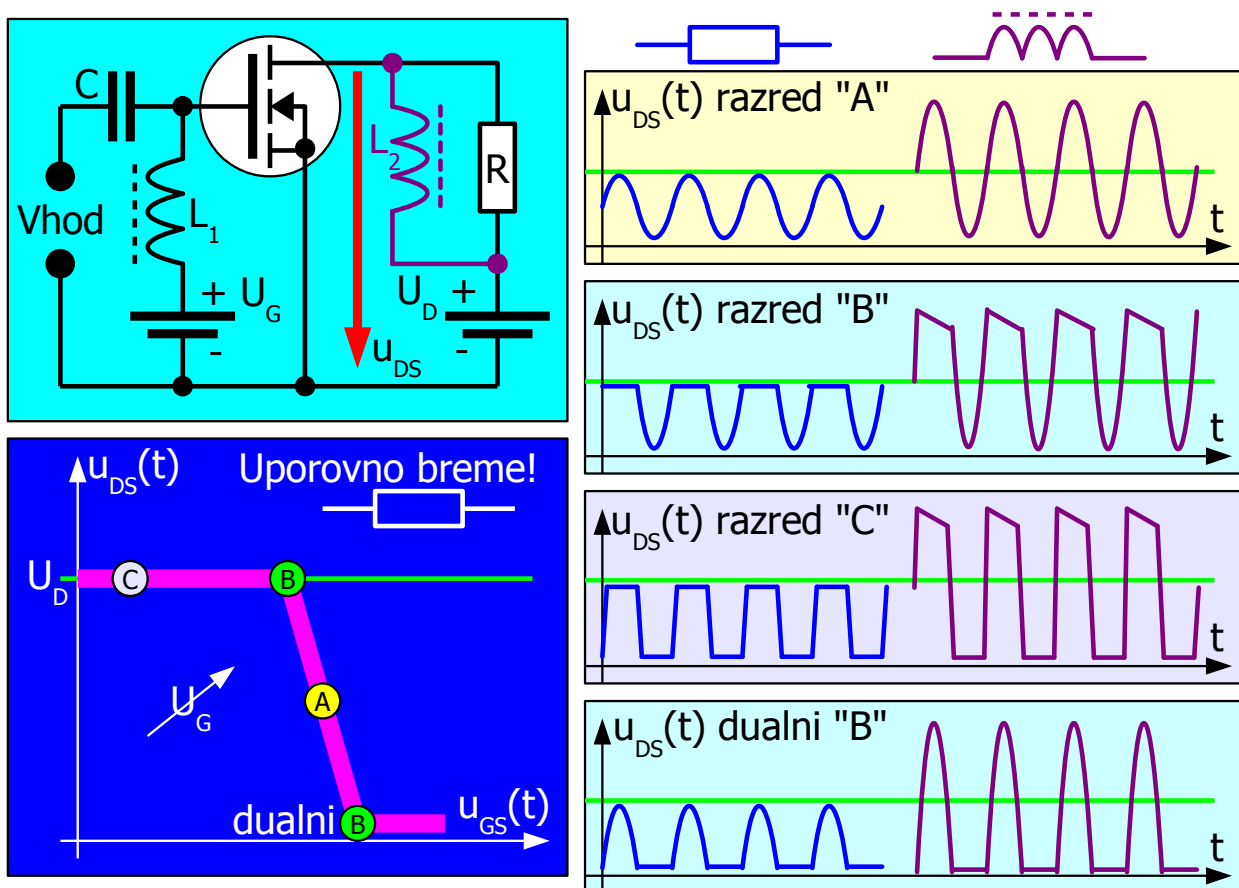 C
Vhod
L1
+ UG
-
L2
R
UD +
-
uDS
uDS(t) razred "A"
t
uDS(t) razred "B"
t
uDS(t) razred "C"
t
uDS(t) dualni "B"
t
uDS(t)
Uporovno breme!
UD
C
B
UG
A
dualni B
uGS(t)